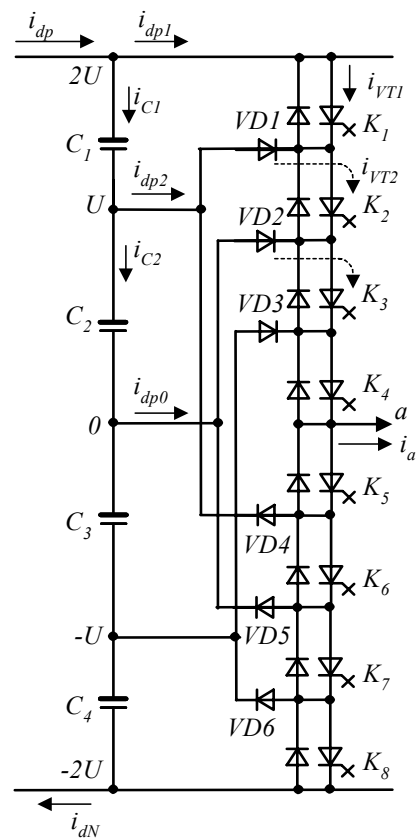 i_dp i_dp1
2U i_C1 i_VT1
VD1 K_1
C_1 i_VT2
i_dp2
U VD2 K_2
i_C2
K_3
VD3
C_2
i_dp0 K_4
0 a
i_a
K_5
C_3 VD4
K_6
VD5
-U
K_7
C_4 VD6
K_8
-2U
i_dN